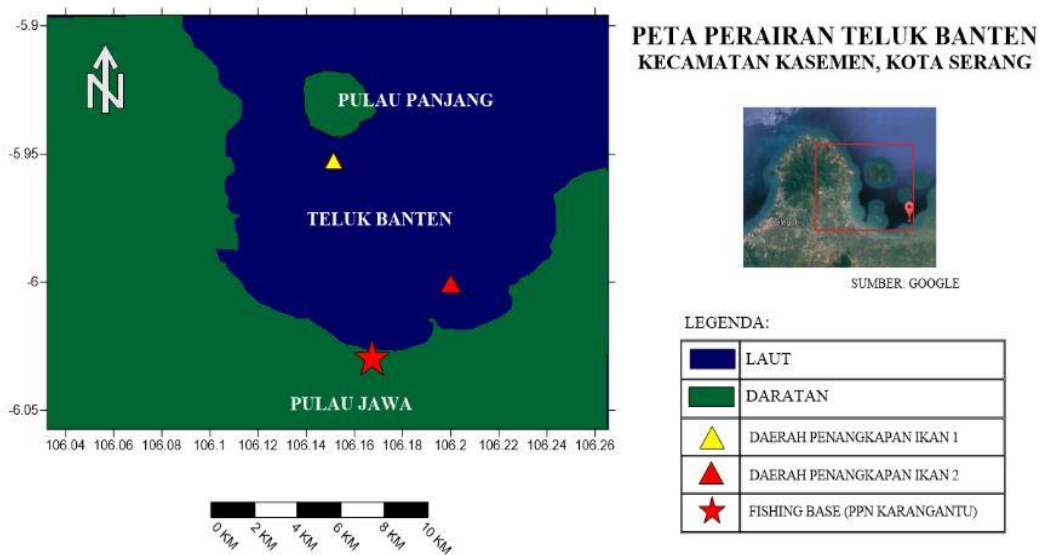 -5.9
-5.95
-6
-6.05
N
PULAU PANJANG
TELUK BANTEN
PULAU JAWA
106.04 106.06 106.08 106.1 106.12 106.14 106.16 106.18 106.2 106.22 106.24 106.26
0 KM 2 KM 4 KM 6 KM 8 KM 10 KM
PETA PERAIRAN TELUK BANTEN
KECAMATAN KASEMEN, KOTA SERANG
SUMBER: GOOGLE
LEGENDA:
LAUT
DARATAN
DAERAH PENANGKAPAN IKAN 1
DAERAH PENANGKAPAN IKAN 2
FISHING BASE (PPN KARANGANTU)